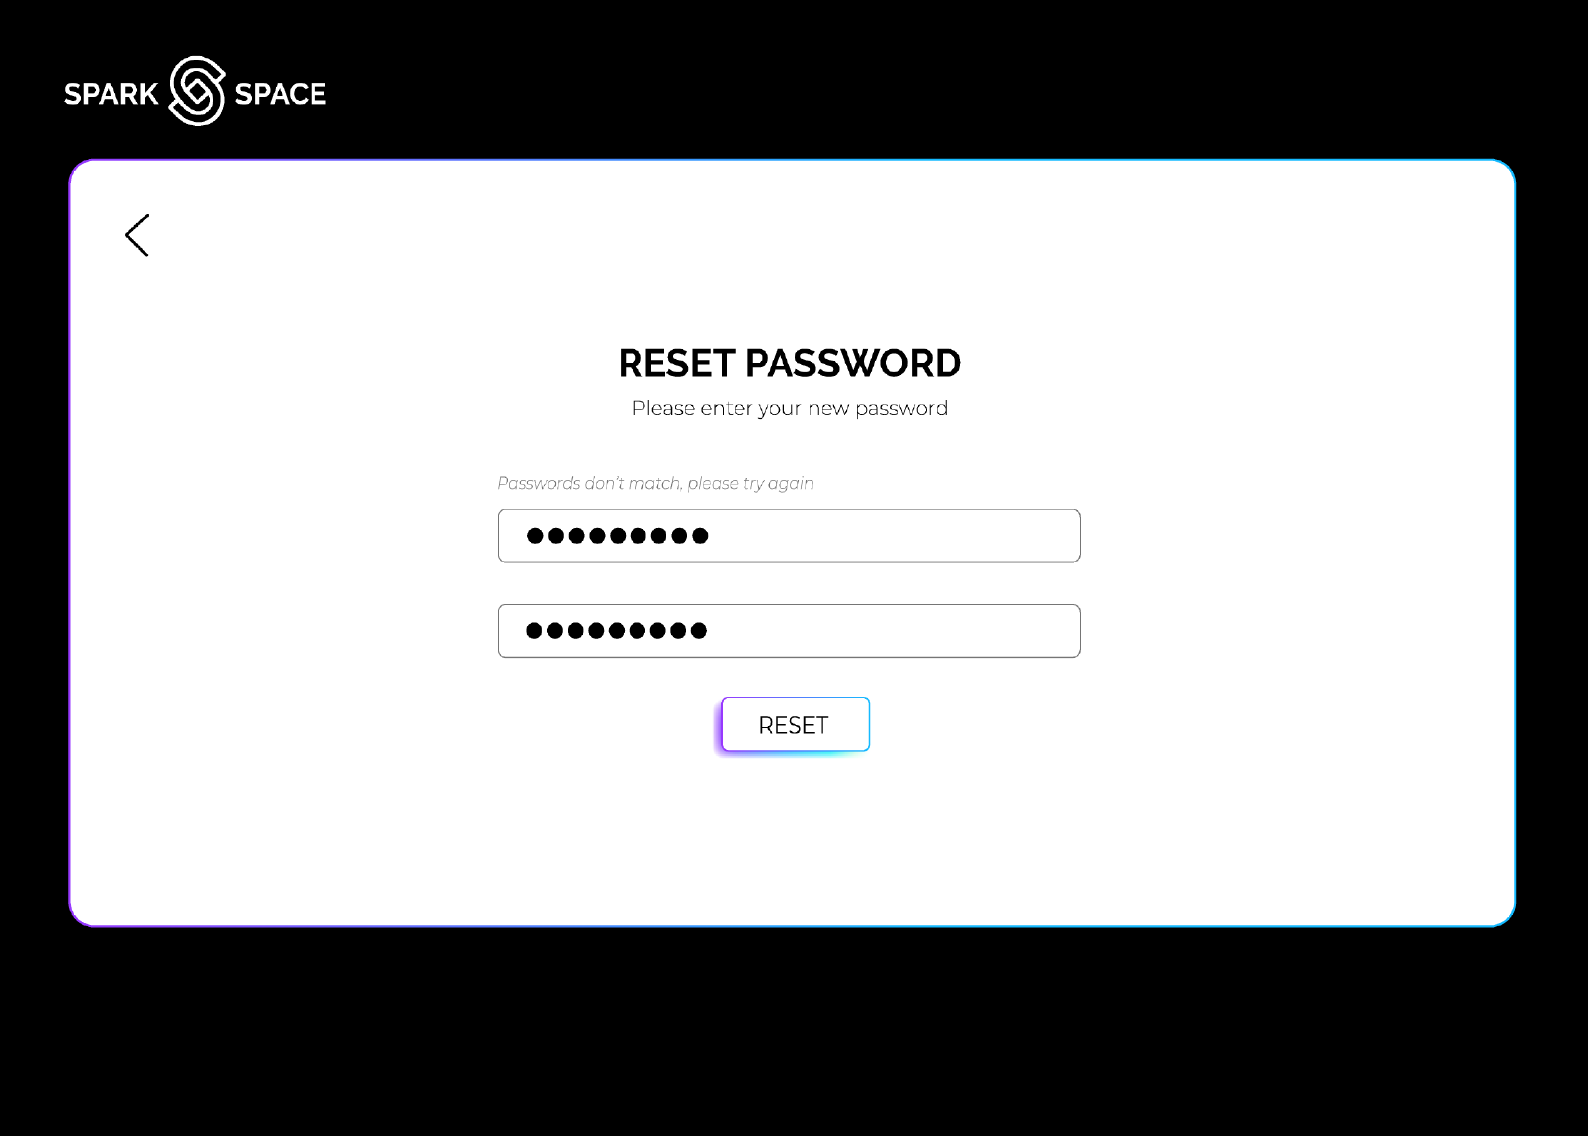 SPARK SPACE
RESET PASSWORD
Please enter your new password
Passwords don't match, please try again
RESET